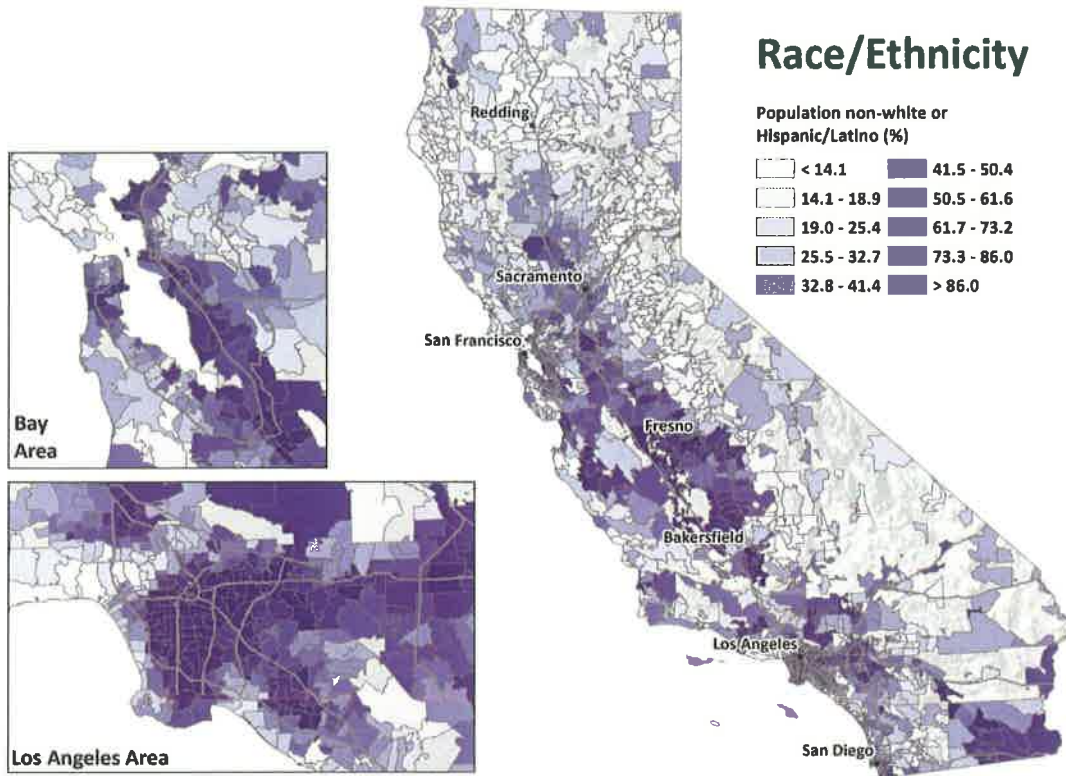 Race/Ethnicity
Population non-white or
Hispanic/Latino (%)
< 14.1
14.1 - 18.9
19.0 - 25.4
25.5 - 32.7
32.8 - 41.4
41.5 - 50.4
50.5 - 61.6
61.7 - 73.2
73.3 - 86.0
> 86.0
Redding
Sacramento
San Francisco
Fresno
Bakersfield
Los Angeles
San Diego
Bay
Area
Los Angeles Area